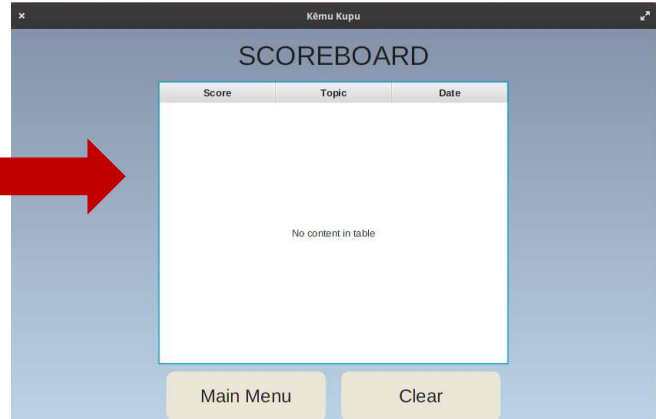 Kēmu Kupu
SCOREBOARD
Score Topic Date
No content in table
Main Menu Clear